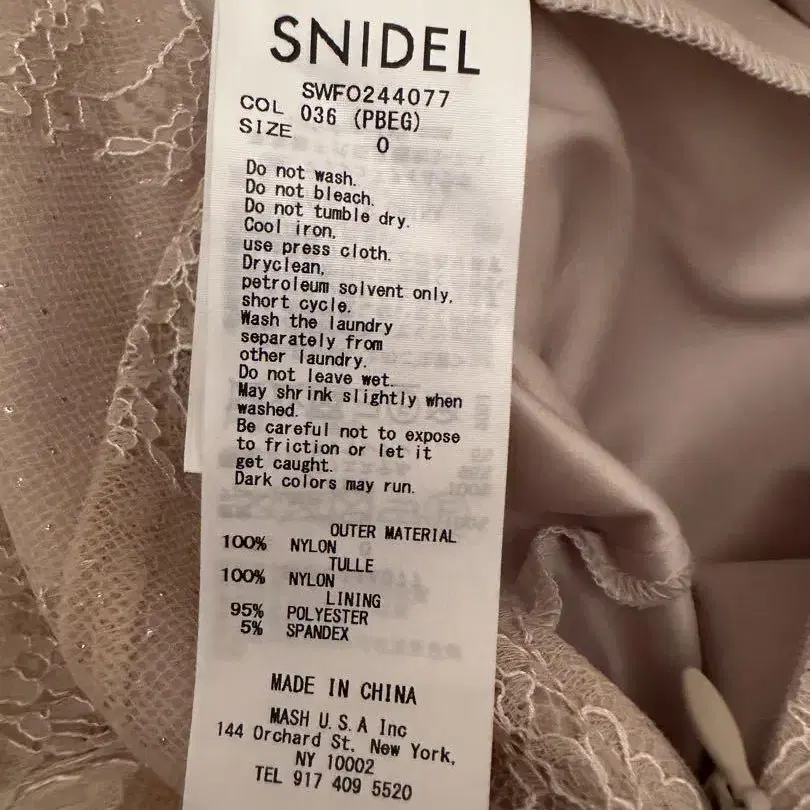 SNIDEL
SWFO244077
COL 036 (PBEG)
SIZE 0
Do not wash.
Do not bleach.
Do not tumble dry.
Cool iron,
use press cloth.
Dryclean,
petroleum solvent only,
short cycle.
Wash the laundry
separately from
other laundry.
Do not leave wet.
May shrink slightly when
washed.
Be careful not to expose
to friction or let it
get caught.
Dark colors may run.
OUTER MATERIAL
100% NYLON
TULLE
100% NYLON
LINING
95% POLYESTER
5% SPANDEX
MADE IN CHINA
MASH U.S.A Inc
144 Orchard St. New York,
NY 10002
TEL 917 409 5520